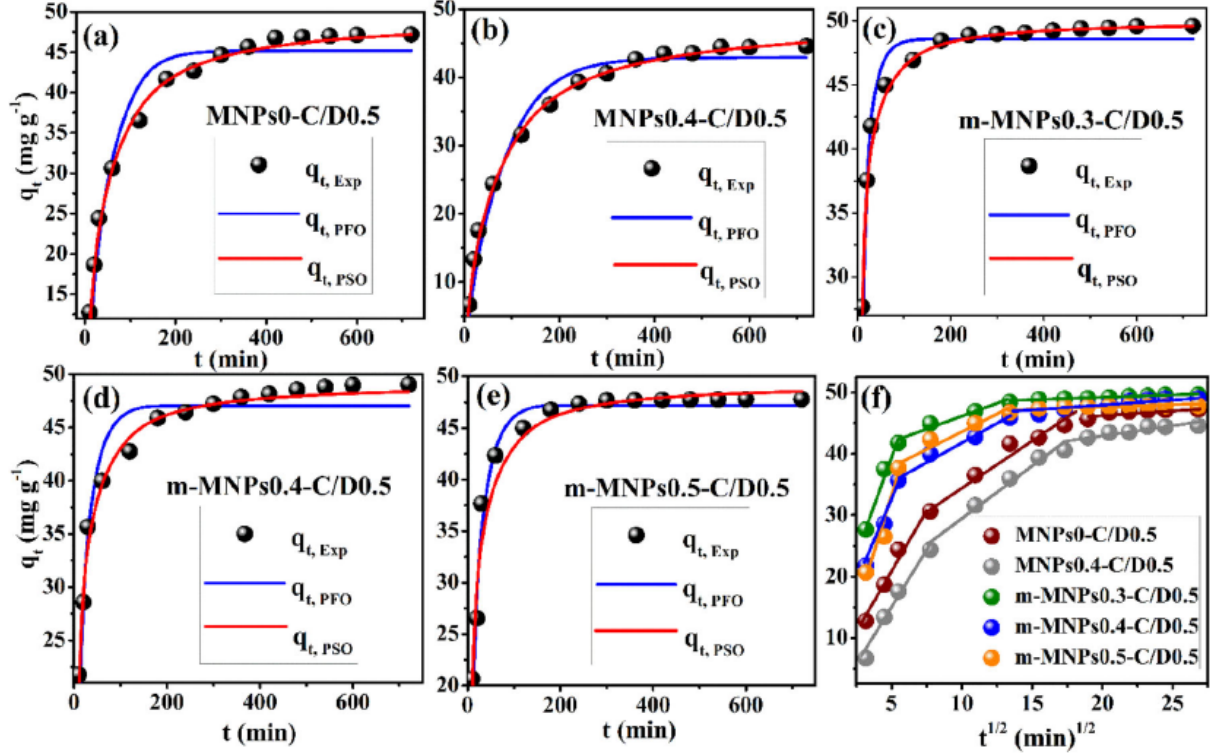 (a)
MNPs0-C/D0.5
q_t, Exp
q_t, PFO
q_t, PSO
q_t (mg g⁻¹)
50
45
40
35
30
25
20
15
0 200 400 600
t (min)
(b)
MNPs0.4-C/D0.5
q_t, Exp
q_t, PFO
q_t, PSO
50
40
30
20
10
0 200 400 600
t (min)
(c)
m-MNPs0.3-C/D0.5
q_t, Exp
q_t, PFO
q_t, PSO
50
45
40
35
30
0 200 400 600
t (min)
(d)
m-MNPs0.4-C/D0.5
q_t, Exp
q_t, PFO
q_t, PSO
q_t (mg g⁻¹)
50
45
40
35
30
25
0 200 400 600
t (min)
(e)
m-MNPs0.5-C/D0.5
q_t, Exp
q_t, PFO
q_t, PSO
50
45
40
35
30
25
20
0 200 400 600
t (min)
(f)
MNPs0-C/D0.5
MNPs0.4-C/D0.5
m-MNPs0.3-C/D0.5
m-MNPs0.4-C/D0.5
m-MNPs0.5-C/D0.5
50
40
30
20
10
5 10 15 20 25
t^1/2 (min)^1/2